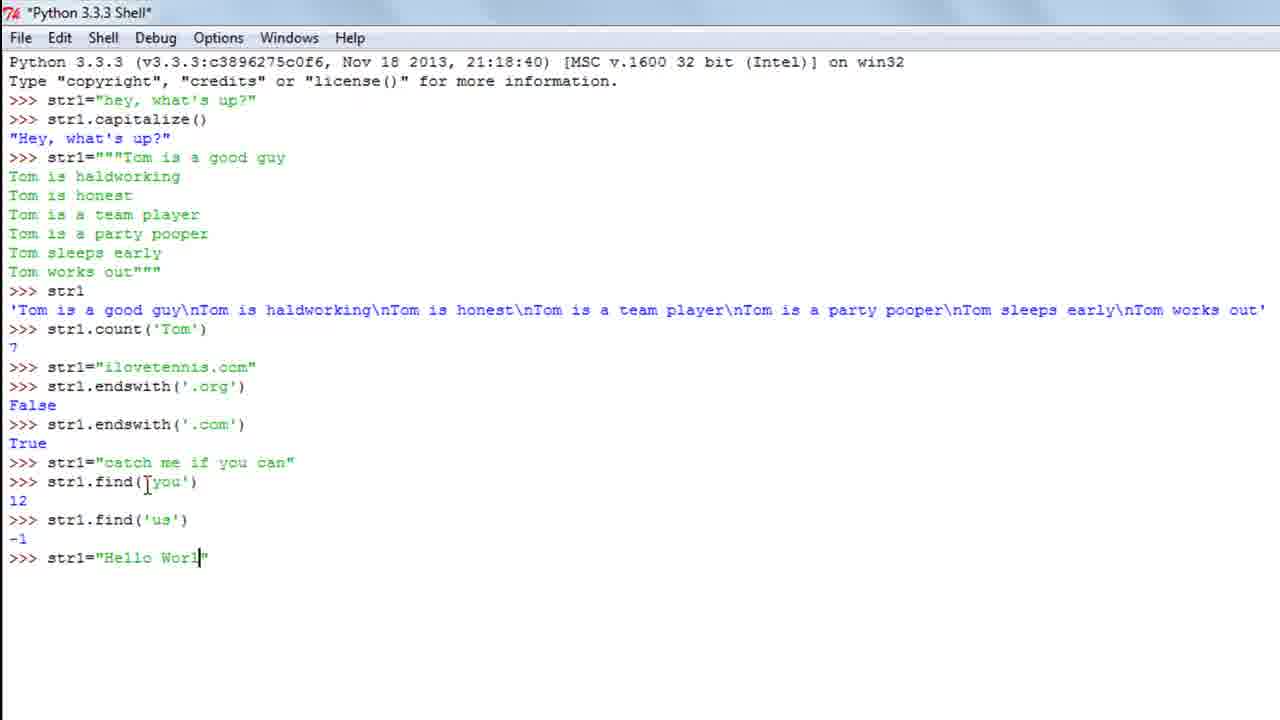 *Python 3.3.3 Shell*
File Edit Shell Debug Options Windows Help
Python 3.3.3 (v3.3.3:c3896275c0f6, Nov 18 2013, 21:18:40) [MSC v.1600 32 bit (Intel)] on win32
Type "copyright", "credits" or "license()" for more information.
>>> str1="hey, what's up?"
>>> str1.capitalize()
"Hey, what's up?"
>>> str1="""Tom is a good guy
Tom is haldworking
Tom is honest
Tom is a team player
Tom is a party pooper
Tom sleeps early
Tom works out"""
>>> str1
'Tom is a good guy\nTom is haldworking\nTom is honest\nTom is a team player\nTom is a party pooper\nTom sleeps early\nTom works out'
>>> str1.count('Tom')
7
>>> str1="ilovetennis.com"
>>> str1.endswith('.org')
False
>>> str1.endswith('.com')
True
>>> str1="catch me if you can"
>>> str1.find('you')
12
>>> str1.find('us')
-1
>>> str1="Hello Worl"